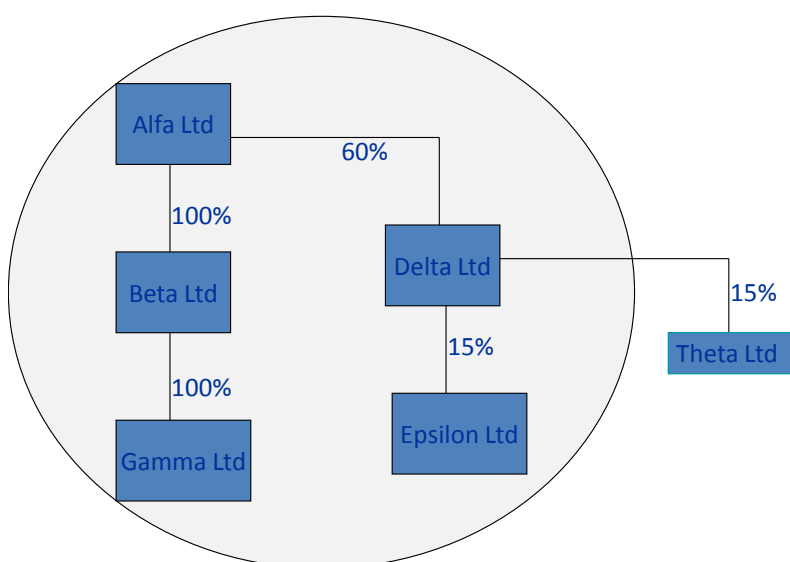 Alfa Ltd
60%
100%
Delta Ltd
Beta Ltd
15%
15%
Theta Ltd
100%
Epsilon Ltd
Gamma Ltd